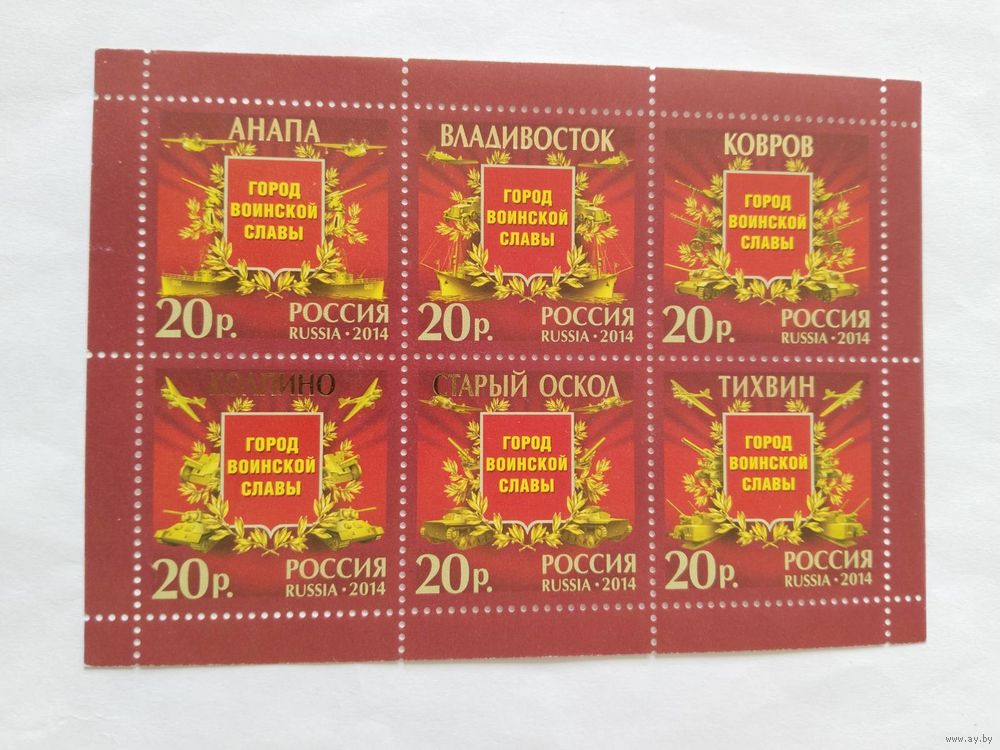 АНАПА
ГОРОД
ВОИНСКОЙ
СЛАВЫ
20р.
РОССИЯ
RUSSIA · 2014
ВЛАДИВОСТОК
ГОРОД
ВОИНСКОЙ
СЛАВЫ
20р.
РОССИЯ
RUSSIA · 2014
КОВРОВ
ГОРОД
ВОИНСКОЙ
СЛАВЫ
20р.
РОССИЯ
RUSSIA · 2014
КОЛПИНО
ГОРОД
ВОИНСКОЙ
СЛАВЫ
20р.
РОССИЯ
RUSSIA · 2014
СТАРЫЙ ОСКОЛ
ГОРОД
ВОИНСКОЙ
СЛАВЫ
20р.
РОССИЯ
RUSSIA · 2014
ТИХВИН
ГОРОД
ВОИНСКОЙ
СЛАВЫ
20р.
РОССИЯ
RUSSIA · 2014
www.ay.by